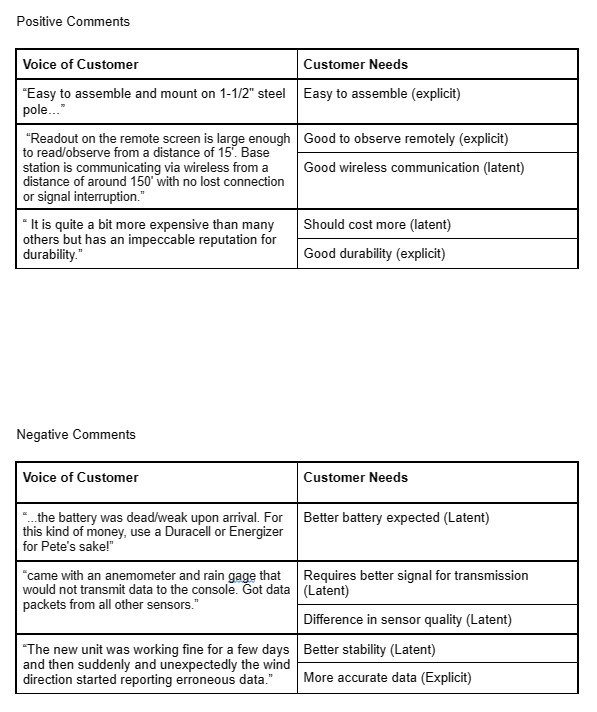 Positive Comments
Voice of Customer
Customer Needs
“Easy to assemble and mount on 1-1/2" steel
pole…”
Easy to assemble (explicit)
“Readout on the remote screen is large enough
to read/observe from a distance of 15'. Base
station is communicating via wireless from a
distance of around 150' with no lost connection
or signal interruption.”
Good to observe remotely (explicit)
Good wireless communication (latent)
“ It is quite a bit more expensive than many
others but has an impeccable reputation for
durability.”
Should cost more (latent)
Good durability (explicit)
Negative Comments
Voice of Customer
Customer Needs
“...the battery was dead/weak upon arrival. For
this kind of money, use a Duracell or Energizer
for Pete's sake!”
Better battery expected (Latent)
“came with an anemometer and rain gage that
would not transmit data to the console. Got data
packets from all other sensors.”
Requires better signal for transmission
(Latent)
Difference in sensor quality (Latent)
“The new unit was working fine for a few days
and then suddenly and unexpectedly the wind
direction started reporting erroneous data.”
Better stability (Latent)
More accurate data (Explicit)